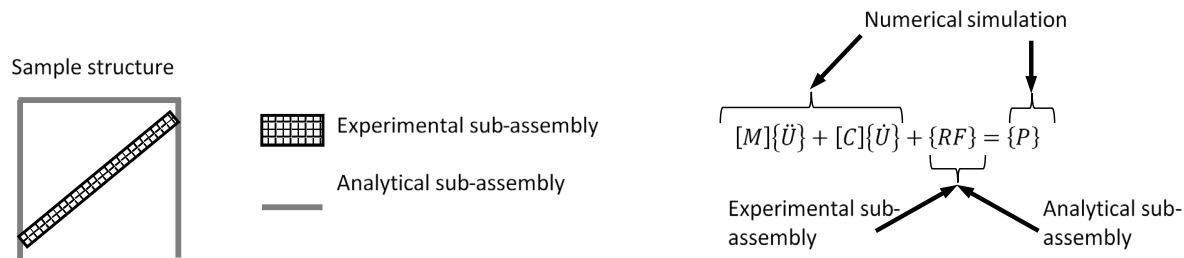 Numerical simulation
Sample structure
Experimental sub-assembly
Analytical sub-assembly
[M]{Ü} + [C]{U̇} + {RF} = {P}
Experimental sub-
assembly
Analytical sub-
assembly